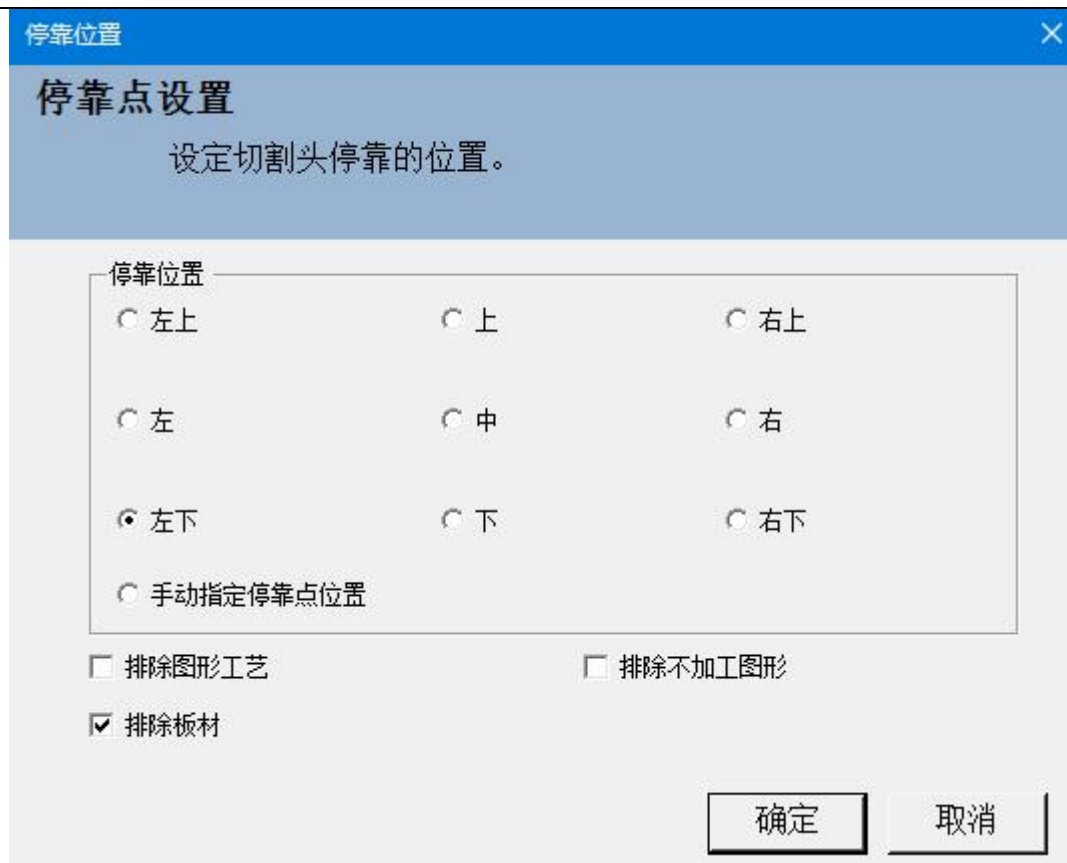 停靠位置
停靠点设置
设定切割头停靠的位置。
停靠位置
左上 上 右上
左 中 右
左下 下 右下
手动指定停靠点位置
排除图形工艺 排除不加工图形
排除板材
确定 取消